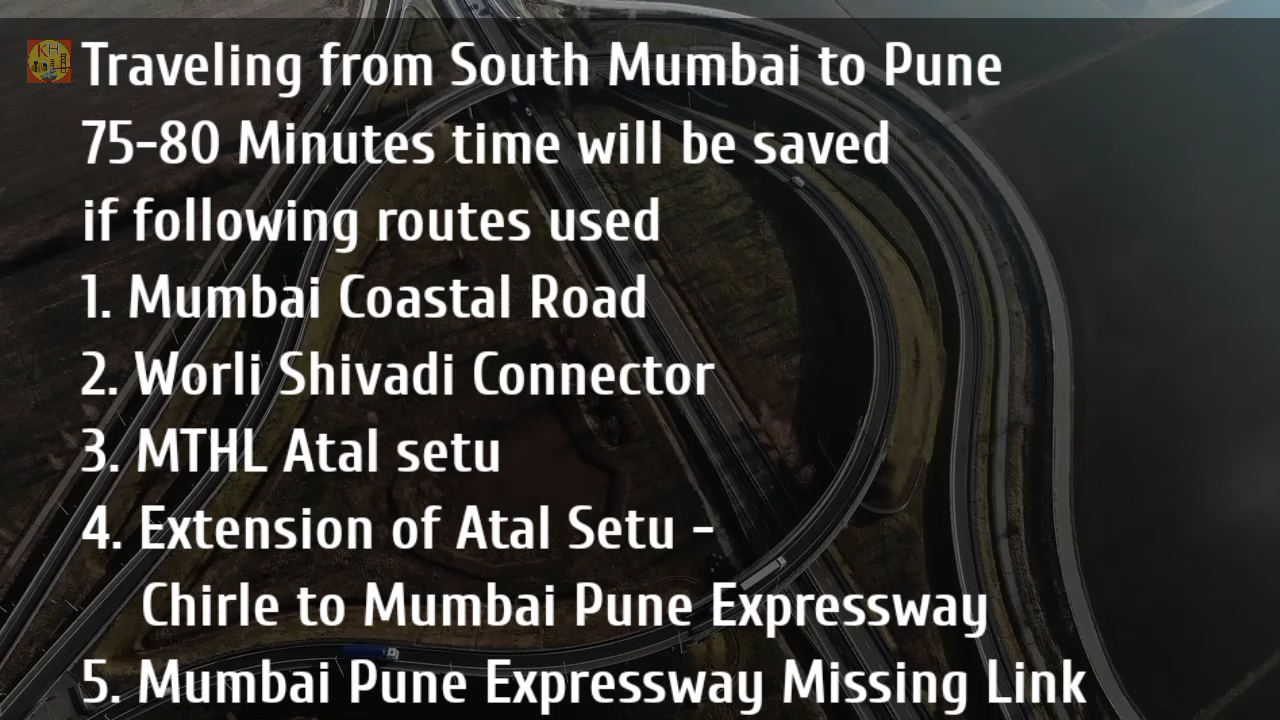 KH
Traveling from South Mumbai to Pune
75-80 Minutes time will be saved
if following routes used
1. Mumbai Coastal Road
2. Worli Shivadi Connector
3. MTHL Atal setu
4. Extension of Atal Setu -
Chirle to Mumbai Pune Expressway
5. Mumbai Pune Expressway Missing Link